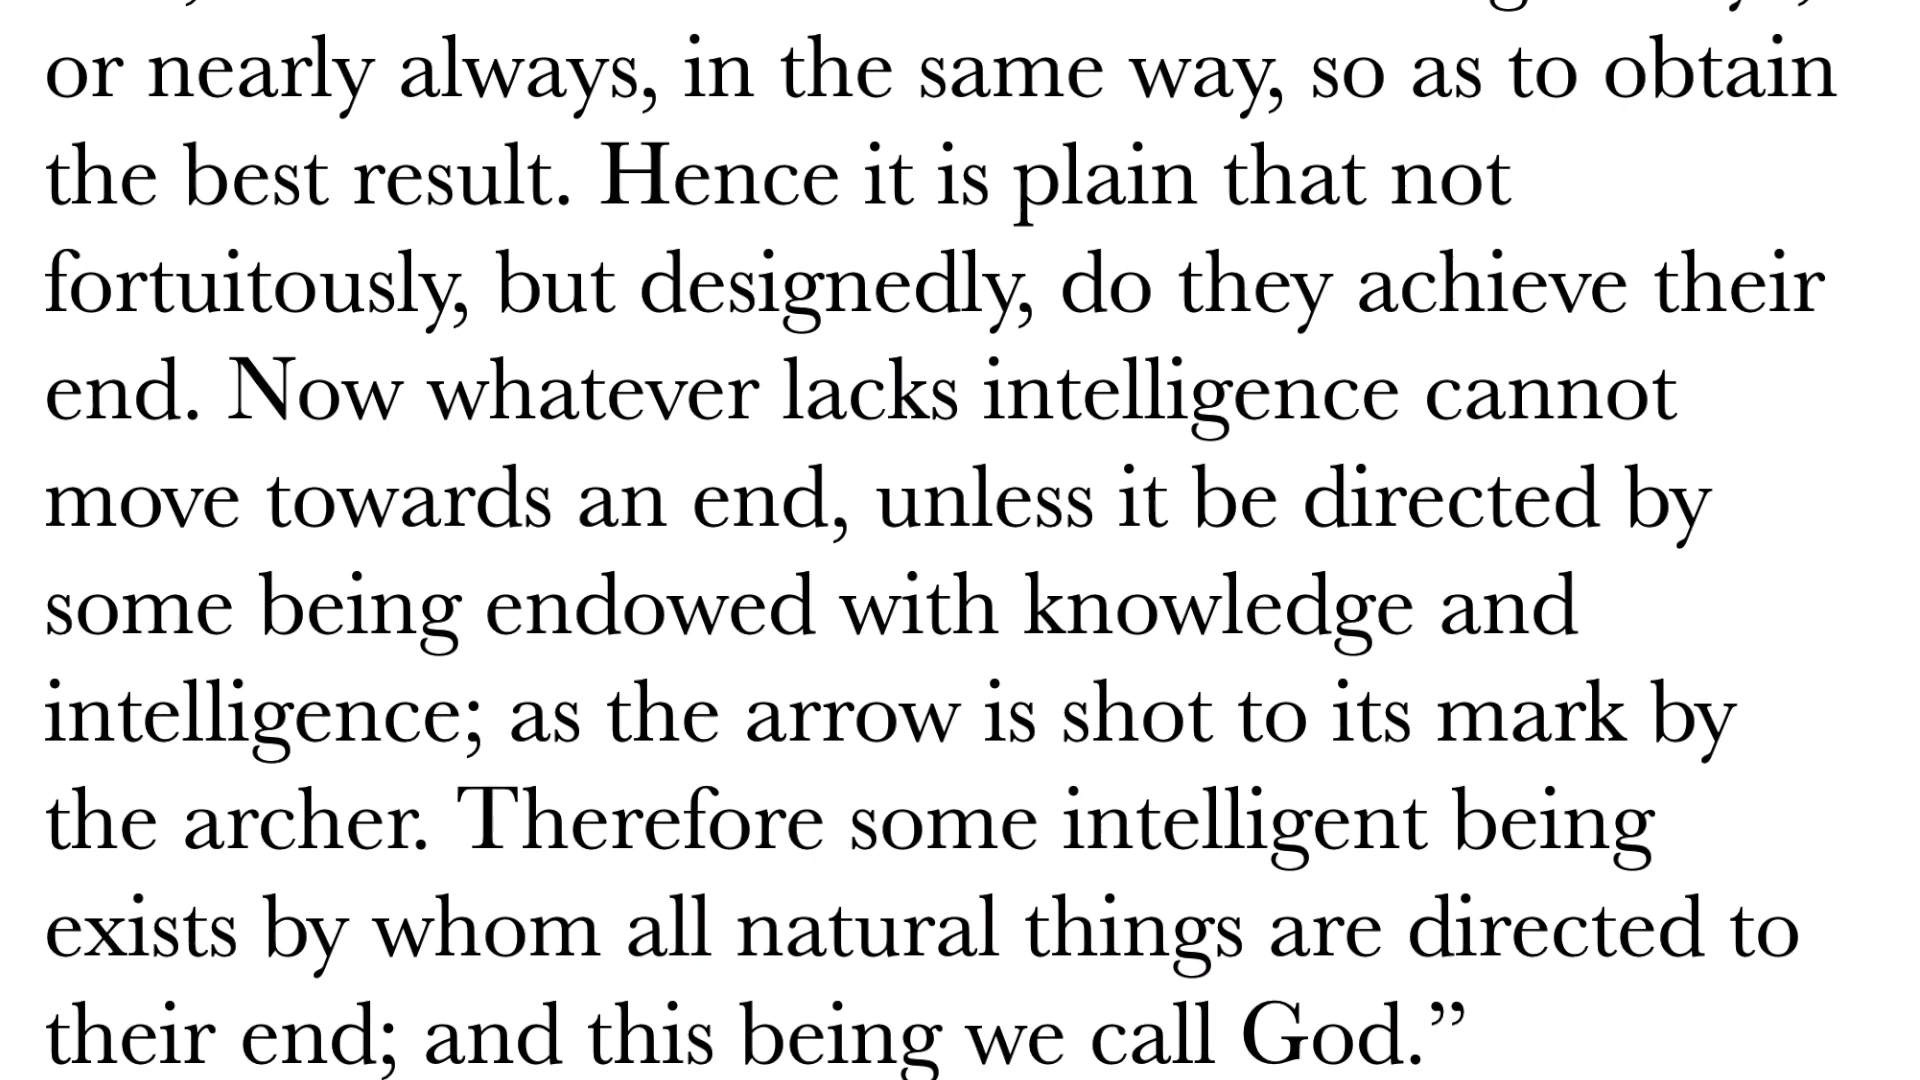 or nearly always, in the same way, so as to obtain
the best result. Hence it is plain that not
fortuitously, but designedly, do they achieve their
end. Now whatever lacks intelligence cannot
move towards an end, unless it be directed by
some being endowed with knowledge and
intelligence; as the arrow is shot to its mark by
the archer. Therefore some intelligent being
exists by whom all natural things are directed to
their end; and this being we call God.”